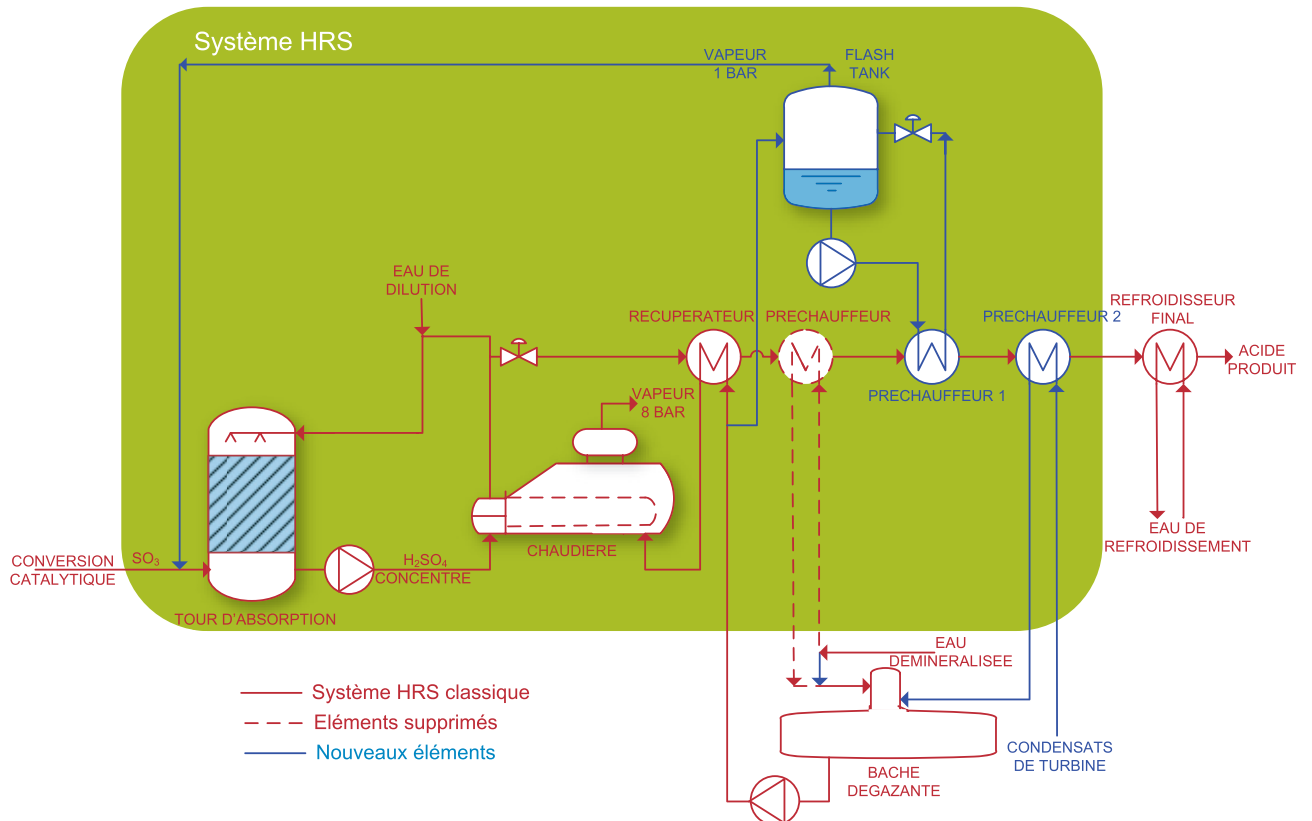 Système HRS
VAPEUR
1 BAR
FLASH
TANK
EAU DE
DILUTION
RECUPERATEUR
PRECHAUFFEUR
PRECHAUFFEUR 2
REFROIDISSEUR
FINAL
ACIDE
PRODUIT
PRECHAUFFEUR 1
VAPEUR
8 BAR
CHAUDIERE
EAU DE
REFROIDISSEMENT
CONVERSION
CATALYTIQUE
SO₃
H₂SO₄
CONCENTRE
TOUR D'ABSORPTION
EAU
DEMINERALISEE
Système HRS classique
Eléments supprimés
Nouveaux éléments
CONDENSATS
DE TURBINE
BACHE
DEGAZANTE